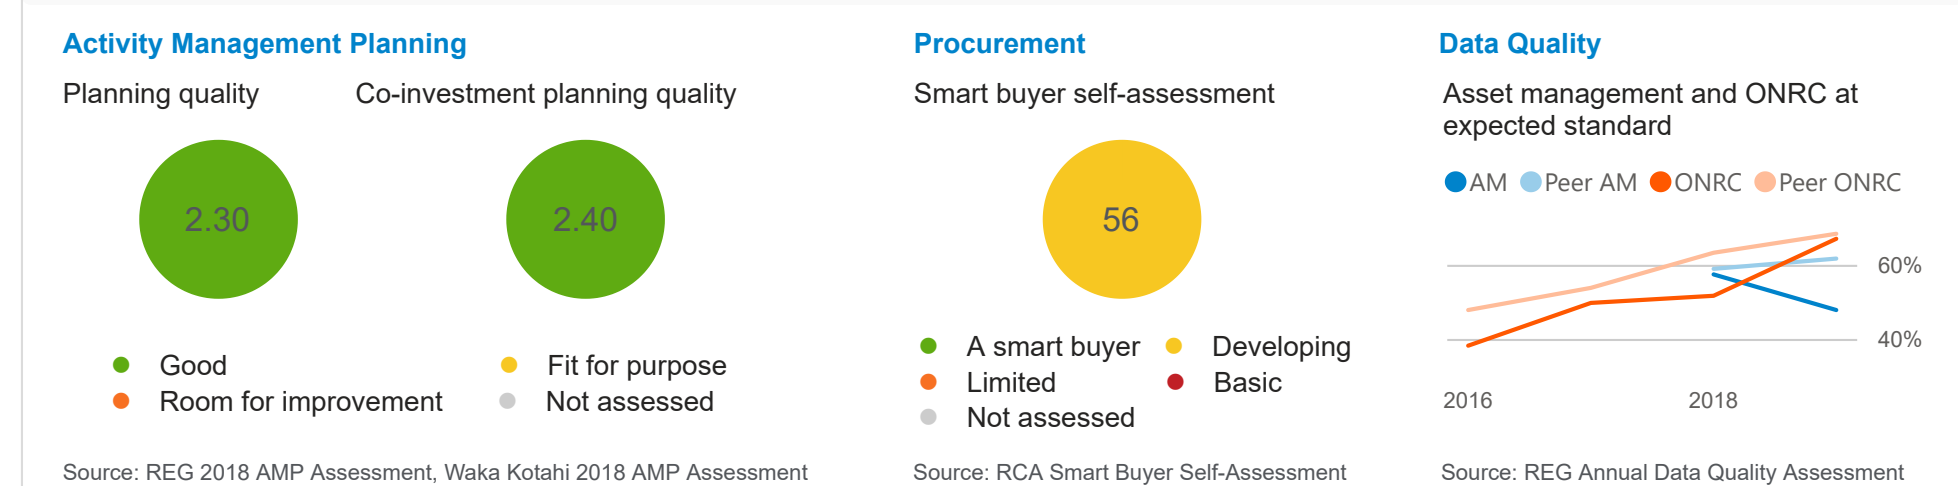 Activity Management Planning
Planning quality
Co-investment planning quality
2.30
2.40
Good
Fit for purpose
Room for improvement
Not assessed
Source: REG 2018 AMP Assessment, Waka Kotahi 2018 AMP Assessment
Procurement
Smart buyer self-assessment
56
A smart buyer
Developing
Limited
Basic
Not assessed
Source: RCA Smart Buyer Self-Assessment
Data Quality
Asset management and ONRC at
expected standard
AM Peer AM ONRC Peer ONRC
60%
40%
2016 2018
Source: REG Annual Data Quality Assessment